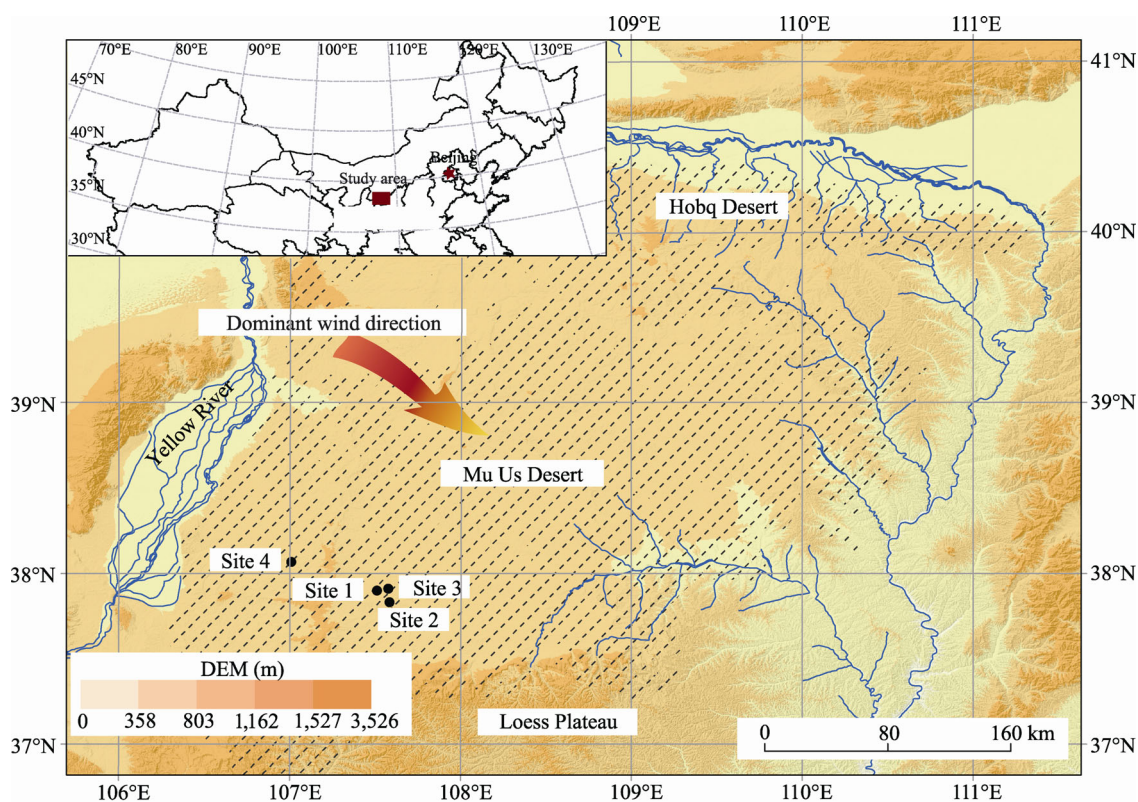 109°E 110°E 111°E
70°E 80°E 90°E 100°E 110°E 120°E 130°E
45°N
40°N
35°N
30°N
Beijing
Study area
41°N
Hobq Desert
40°N
Dominant wind direction
39°N
39°N
Yellow River
Mu Us Desert
Site 4
38°N
38°N
Site 1
Site 3
Site 2
DEM (m)
0 358 803 1,162 1,527 3,526
Loess Plateau
0 80 160 km
37°N
37°N
106°E 107°E 108°E 109°E 110°E 111°E